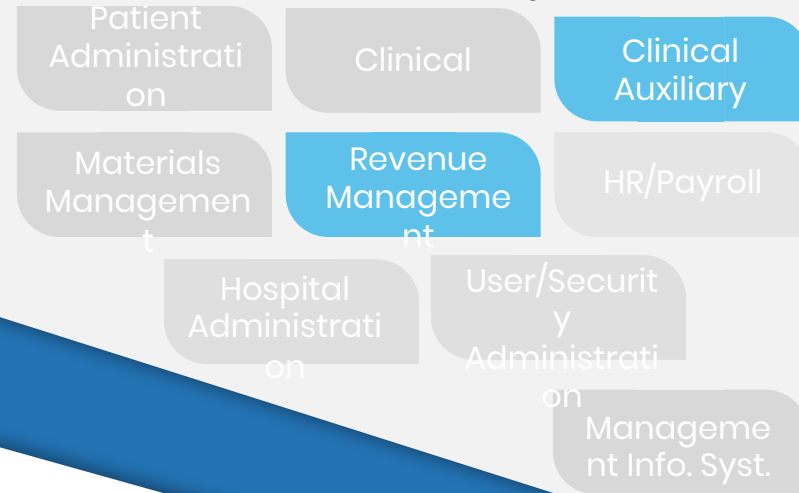 Patient
Administrati
on
Clinical
Clinical
Auxiliary
Materials
Managemen
t
Revenue
Manageme
nt
HR/Payroll
Hospital
Administrati
on
User/Securit
y
Administrati
on
Manageme
nt Info. Syst.